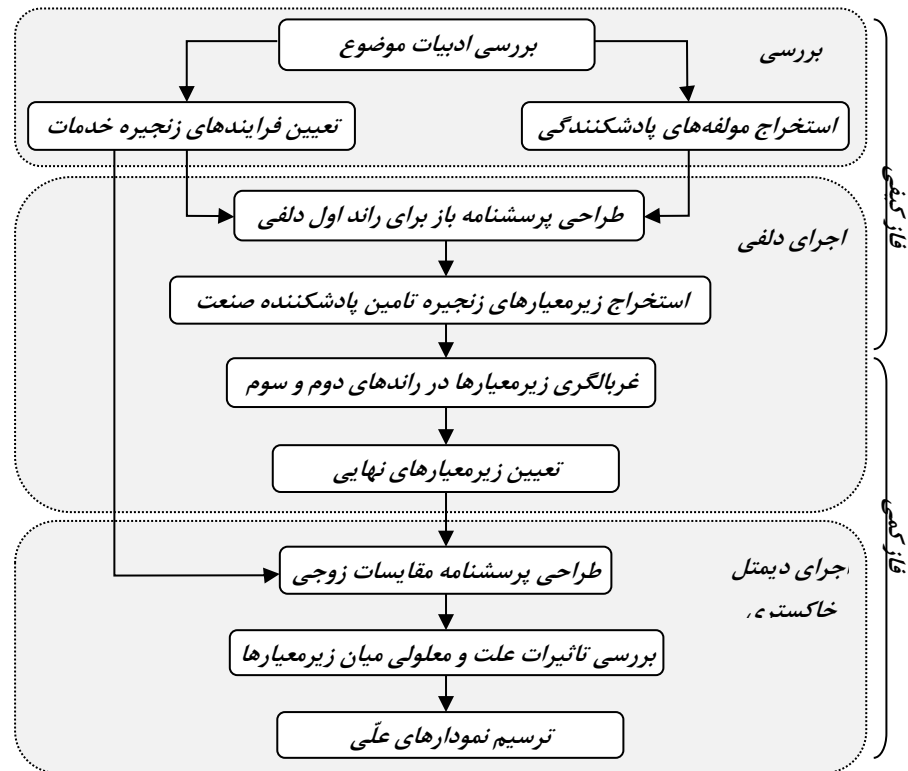 بررسی ادبیات موضوع
بررسی
استخراج مولفه‌های پادشکنندگی
تعیین فرایندهای زنجیره خدمات
فاز کیفی
طراحی پرسشنامه باز برای راند اول دلفی
اجرای دلفی
استخراج زیرمعیارهای زنجیره تامین پادشکننده صنعت
غربالگری زیرمعیارها در راندهای دوم و سوم
تعیین زیرمعیارهای نهایی
فاز کمی
طراحی پرسشنامه مقایسات زوجی
اجرای دیمتل
خاکستری
بررسی تاثیرات علت و معلولی میان زیرمعیارها
ترسیم نمودارهای علّی